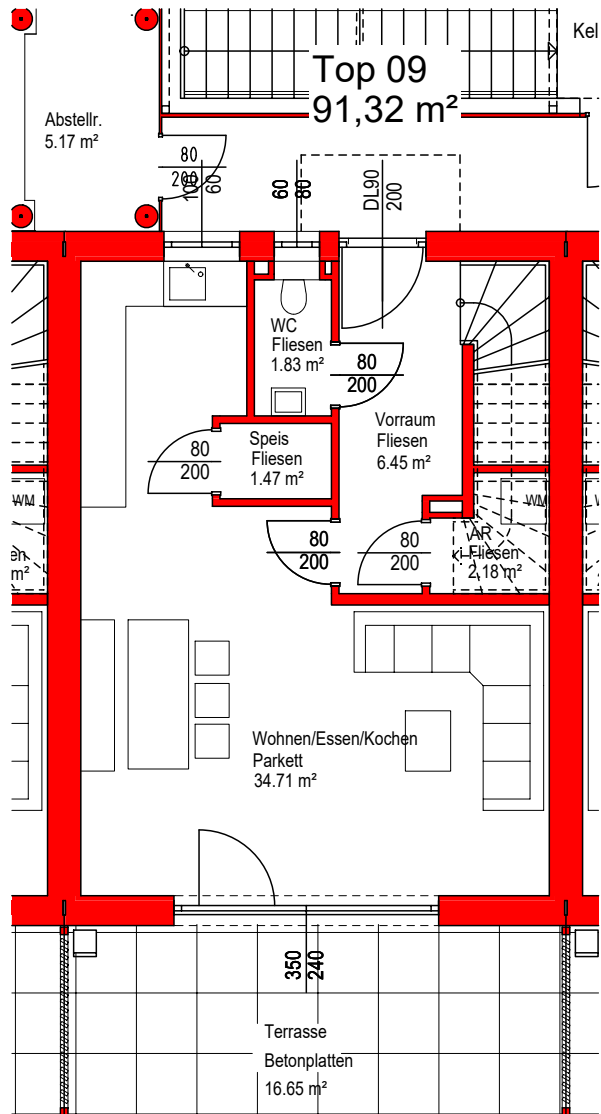 Kel
Top 09
91,32 m²
Abstellr.
5.17 m²
80
200
100
60
60
80
DL90
200
WC
Fliesen
1.83 m²
80
200
Vorraum
Fliesen
6.45 m²
Speis
Fliesen
1.47 m²
80
200
WM
WM
W
80
200
80
200
AR
Fliesen
2.18 m²
en
m²
Wohnen/Essen/Kochen
Parkett
34.71 m²
350
240
Terrasse
Betonplatten
16.65 m²